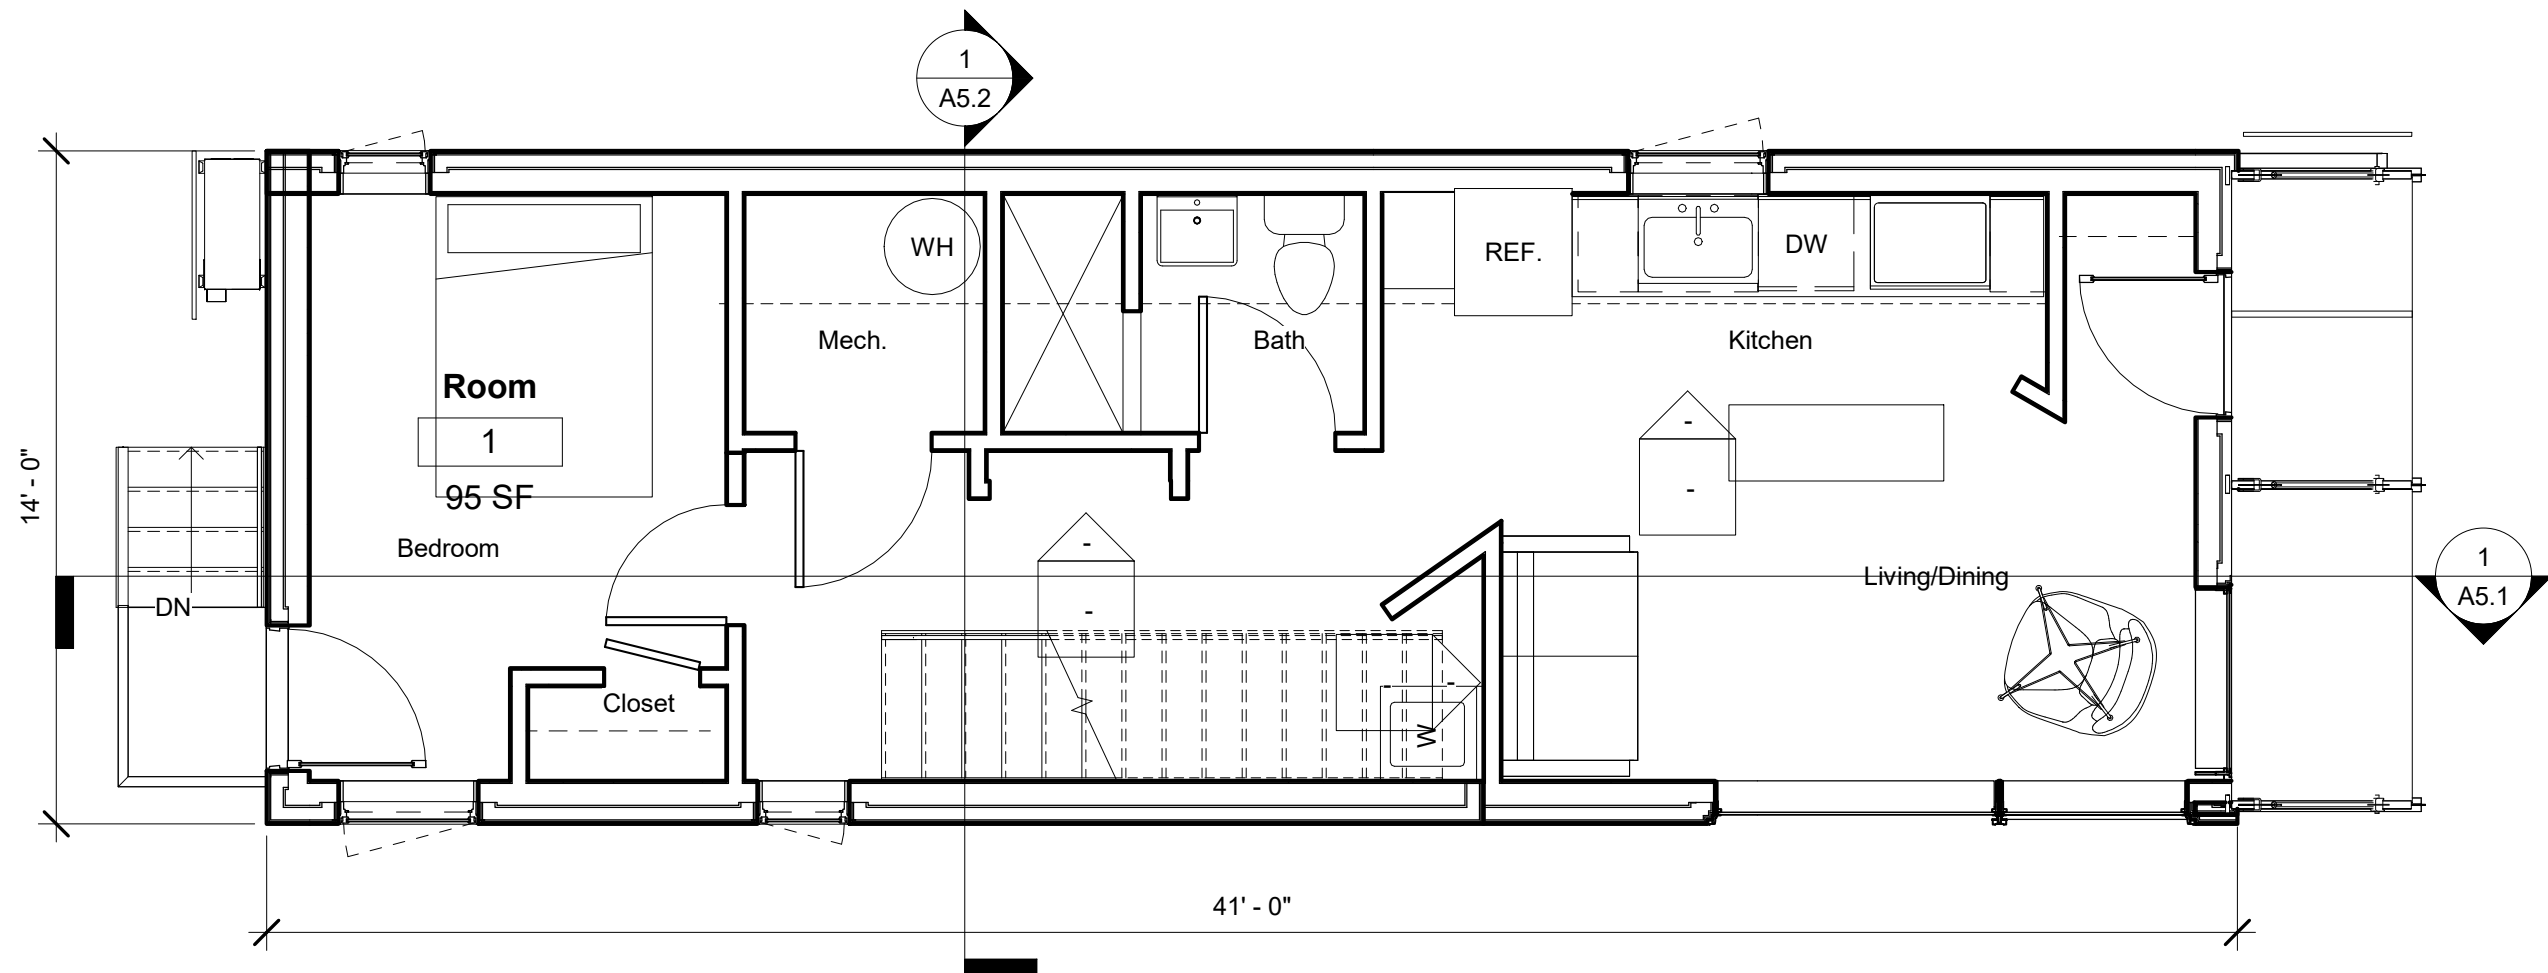 1
A5.2
WH
REF.
DW
Mech.
Bath
Kitchen
Room
1
95 SF
-
-
14' - 0"
Bedroom
-
-
Living/Dining
1
A5.1
DN
Closet
-
-
W
41' - 0"